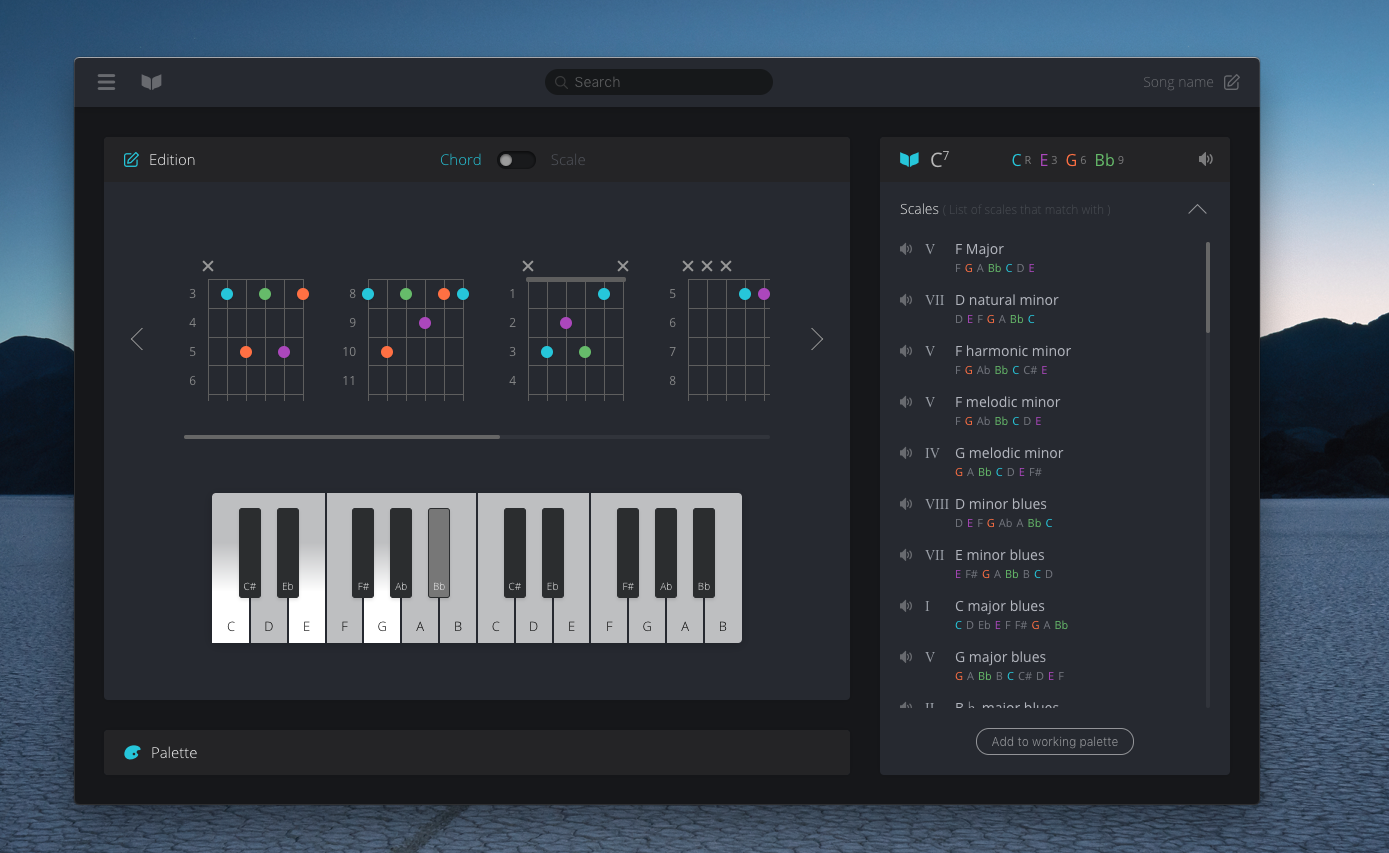 Search
Song name
Edition
Chord
Scale
× × × × × ×
3 8 1 5
4 9 2 6
5 10 3 7
6 11 4 8
C# Eb F# Ab Bb C# Eb F# Ab Bb
C D E F G A B C D E F G A B
Palette
C7 C R E 3 G 6 Bb 9
Scales ( List of scales that match with )
V F Major
F G A Bb C D E
VII D natural minor
D E F G A Bb C
V F harmonic minor
F G Ab Bb C C# E
V F melodic minor
F G Ab Bb C D E
IV G melodic minor
G A Bb C D E F#
VIII D minor blues
D E F G Ab A Bb C
VII E minor blues
E F# G A Bb B C D
I C major blues
C D Eb E F F# G A Bb
V G major blues
G A Bb B C C# D E F
II B♭ major blues
Add to working palette